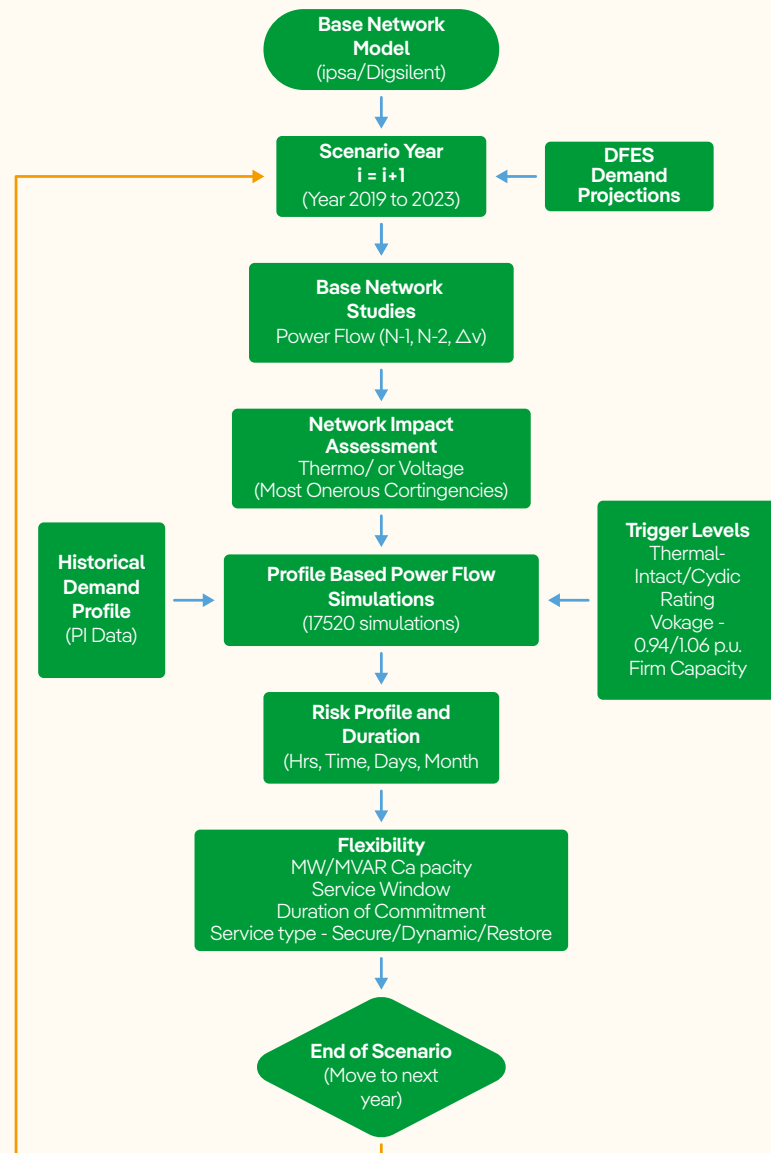 Base Network
Model
(ipsa/Digsilent)
Scenario Year
i = i+1
(Year 2019 to 2023)
DFES
Demand
Projections
Base Network
Studies
Power Flow (N-1, N-2, △v)
Network Impact
Assessment
Thermo/ or Voltage
(Most Onerous Cortingencies)
Historical
Demand
Profile
(PI Data)
Profile Based Power Flow
Simulations
(17520 simulations)
Trigger Levels
Thermal-
Intact/Cydic
Rating
Vokage -
0.94/1.06 p.u.
Firm Capacity
Risk Profile and
Duration
(Hrs, Time, Days, Month
Flexibility
MW/MVAR Ca pacity
Service Window
Duration of Commitment
Service type - Secure/Dynamic/Restore
End of Scenario
(Move to next
year)